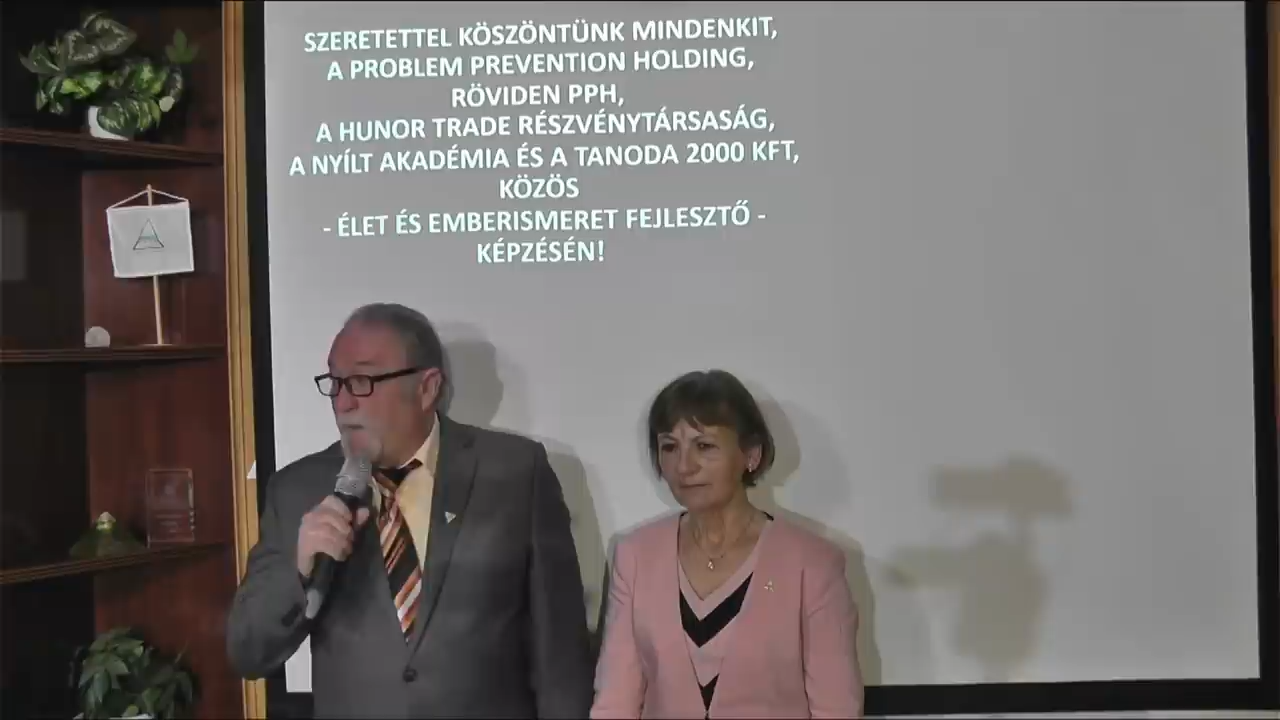 SZERETETTEL KÖSZÖNTÜNK MINDENKIT,
A PROBLEM PREVENTION HOLDING,
RÖVIDEN PPH,
A HUNOR TRADE RÉSZVÉNYTÁRSASÁG,
A NYÍLT AKADÉMIA ÉS A TANODA 2000 KFT,
KÖZÖS
- ÉLET ÉS EMBERISMERET FEJLESZTŐ -
KÉPZÉSÉN!